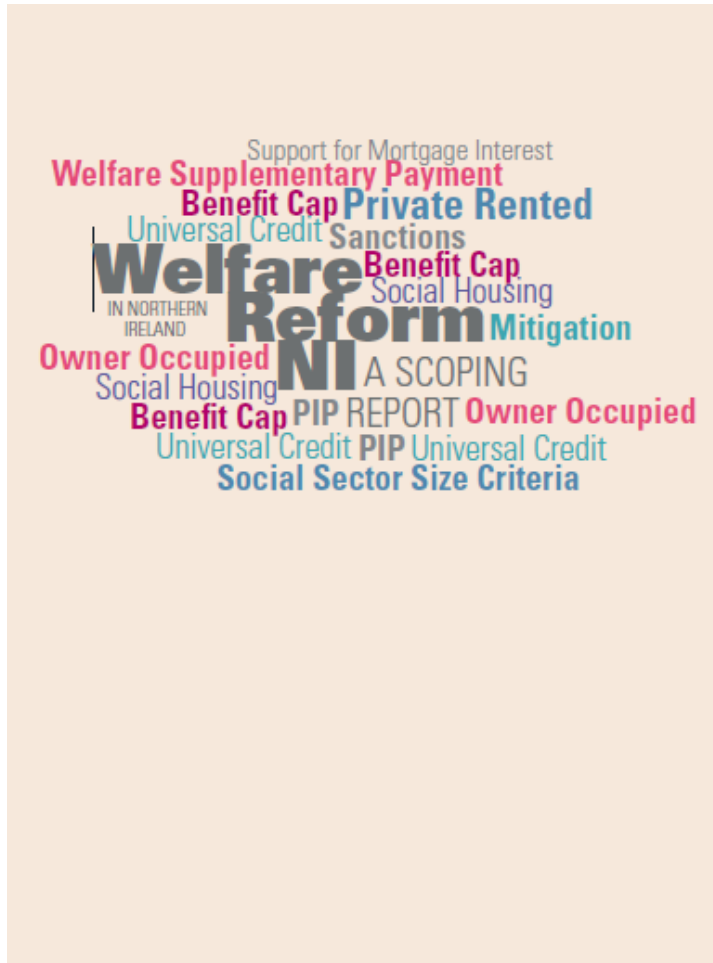 Support for Mortgage Interest
Welfare Supplementary Payment
Benefit Cap Private Rented
Universal Credit Sanctions
Welfare Benefit Cap
Social Housing
IN NORTHERN
IRELAND
Reform Mitigation
Owner Occupied NI A SCOPING
Social Housing
Benefit Cap PIP REPORT Owner Occupied
Universal Credit PIP Universal Credit
Social Sector Size Criteria